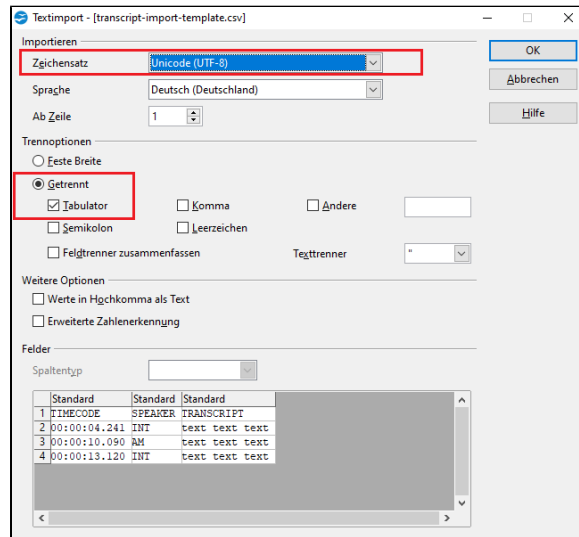 Textimport - [transcript-import-template.csv]
Importieren
OK
Zeichensatz Unicode (UTF-8)
Abbrechen
Sprache Deutsch (Deutschland)
Ab Zeile 1
Hilfe
Trennoptionen
Feste Breite
Getrennt
Tabulator Komma Andere
Semikolon Leerzeichen
Feldtrenner zusammenfassen Texttrenner "
Weitere Optionen
Werte in Hochkomma als Text
Erweiterte Zahlenerkennung
Felder
Spaltentyp
Standard Standard Standard
1 TIMECODE SPEAKER TRANSCRIPT
2 00:00:04.241 INT text text text
3 00:00:10.090 AM text text text
4 00:00:13.120 INT text text text